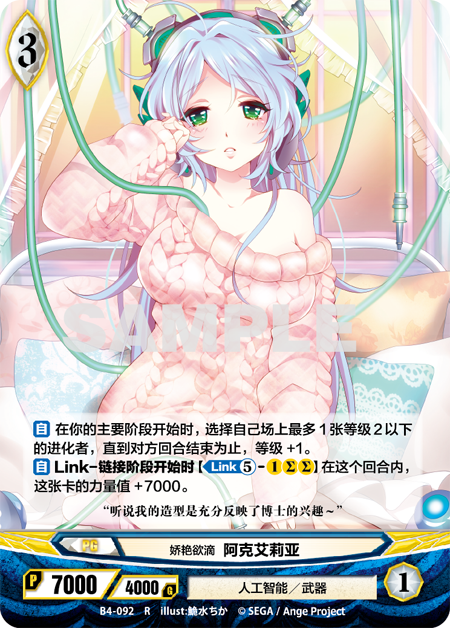 3
SAMPLE
自 在你的主要阶段开始时，选择自己场上最多1张等级2以下
的进化者，直到对方回合结束为止，等级 +1。
自 Link-链接阶段开始时【Link⑤-1ΣΣ】在这个回合内，
这张卡的力量值 +7000。
“听说我的造型是充分反映了博士的兴趣～”
PG 娇艳欲滴 阿克艾莉亚
P 7000 4000 G 人工智能／武器 1
B4-092 R illust:鮠水ちか © SEGA / Ange Project